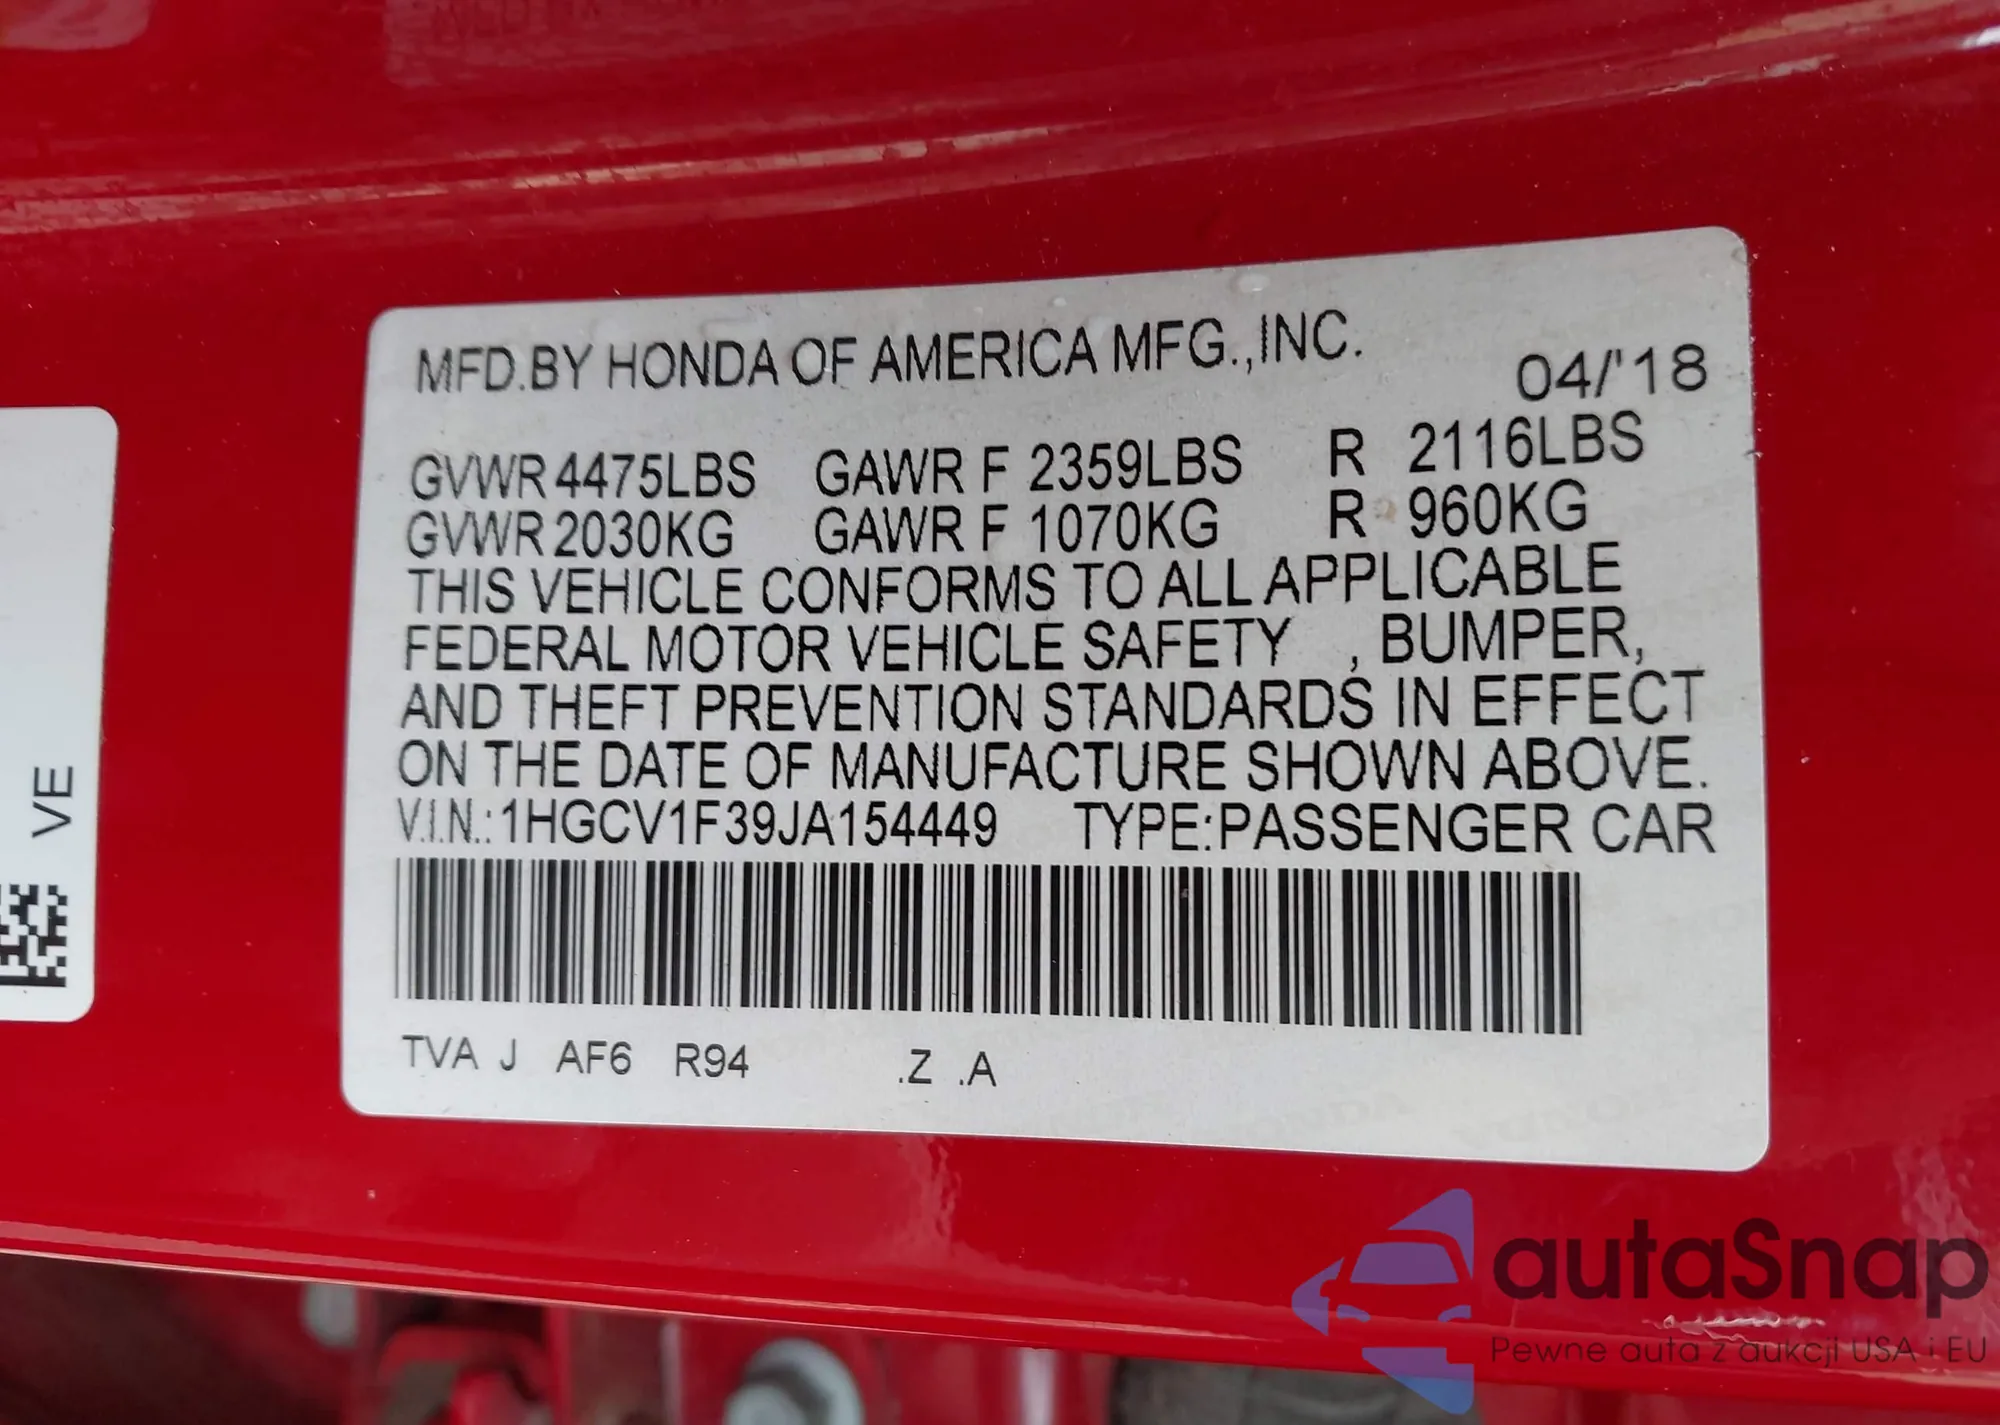 MFD.BY HONDA OF AMERICA MFG.,INC.
04/'18
GVWR 4475LBS GAWR F 2359LBS R 2116LBS
GVWR 2030KG GAWR F 1070KG R 960KG
THIS VEHICLE CONFORMS TO ALL APPLICABLE
FEDERAL MOTOR VEHICLE SAFETY , BUMPER,
AND THEFT PREVENTION STANDARDS IN EFFECT
ON THE DATE OF MANUFACTURE SHOWN ABOVE.
V.I.N.: 1HGCV1F39JA154449 TYPE:PASSENGER CAR
TVA J AF6 R94 .Z .A
VE
autaSnap
Pewne auta z aukcji USA i EU